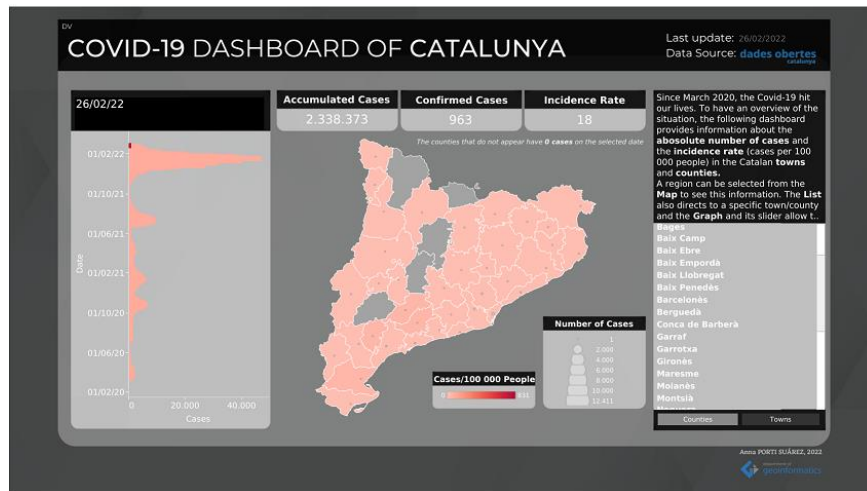 DV
COVID-19 DASHBOARD OF CATALUNYA
Last update: 26/02/2022
Data Source: dades obertes
catalunya
26/02/22
Accumulated Cases
2.338.373
Confirmed Cases
963
Incidence Rate
18
The counties that do not appear have 0 cases on the selected date
Since March 2020, the Covid-19 hit
our lives. To have an overview of the
situation, the following dashboard
provides information about the
abosolute number of cases and
the incidence rate (cases per 100
000 people) in the Catalan towns
and counties.
A region can be selected from the
Map to see this information. The List
also directs to a specific town/county
and the Graph and its slider allow t..
01/02/22
01/10/21
01/06/21
01/02/21
01/10/20
01/06/20
01/02/20
Date
0
20.000
40.000
Cases
Cases/100 000 People
0
Number of Cases
1
2.000
4.000
6.000
8.000
10.000
12.411
Bages
Baix Camp
Baix Ebre
Baix Empordà
Baix Llobregat
Baix Penedès
Barcelonès
Berguedà
Conca de Barberà
Garraf
Garrotxa
Gironès
Maresme
Moianès
Montsià
Counties
Towns
Anna PORTI SUÁREZ, 2022
geoinformatics